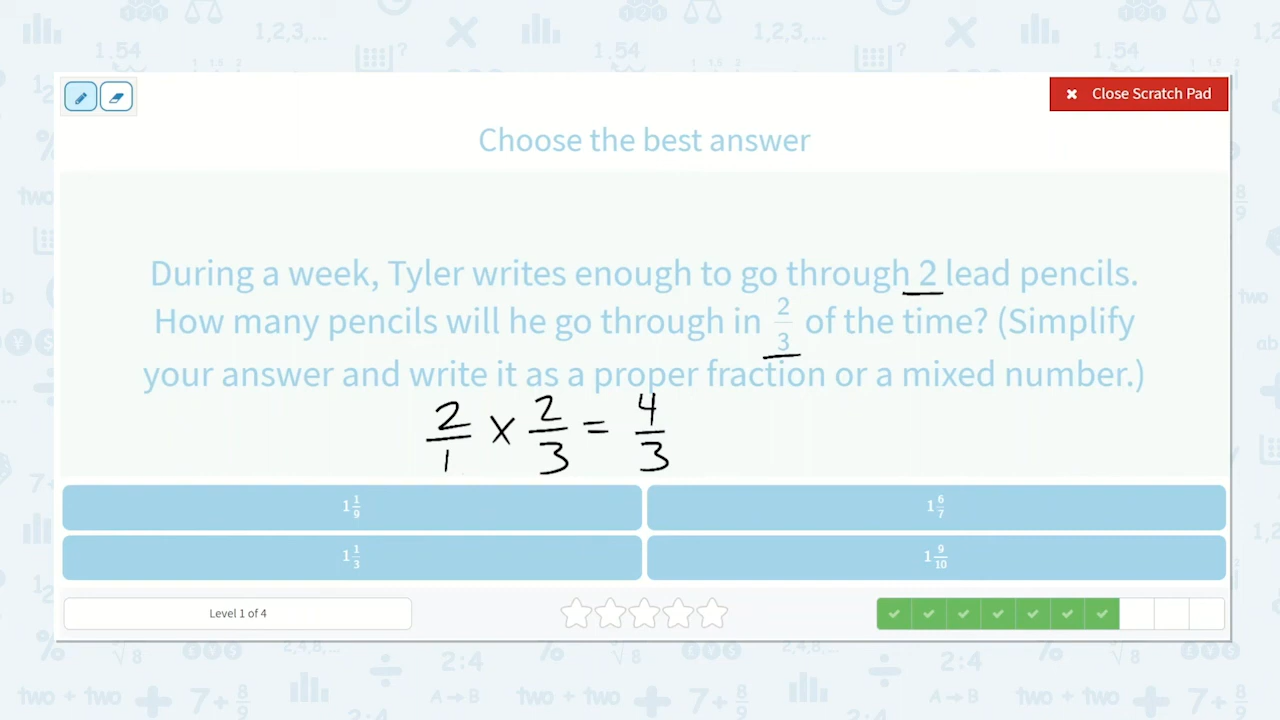 Close Scratch Pad
Choose the best answer
During a week, Tyler writes enough to go through 2 lead pencils.
How many pencils will he go through in 2/3 of the time? (Simplify
your answer and write it as a proper fraction or a mixed number.)
2/1 x 2/3 = 4/3
1 1/9
1 6/7
1 1/3
1 9/10
Level 1 of 4